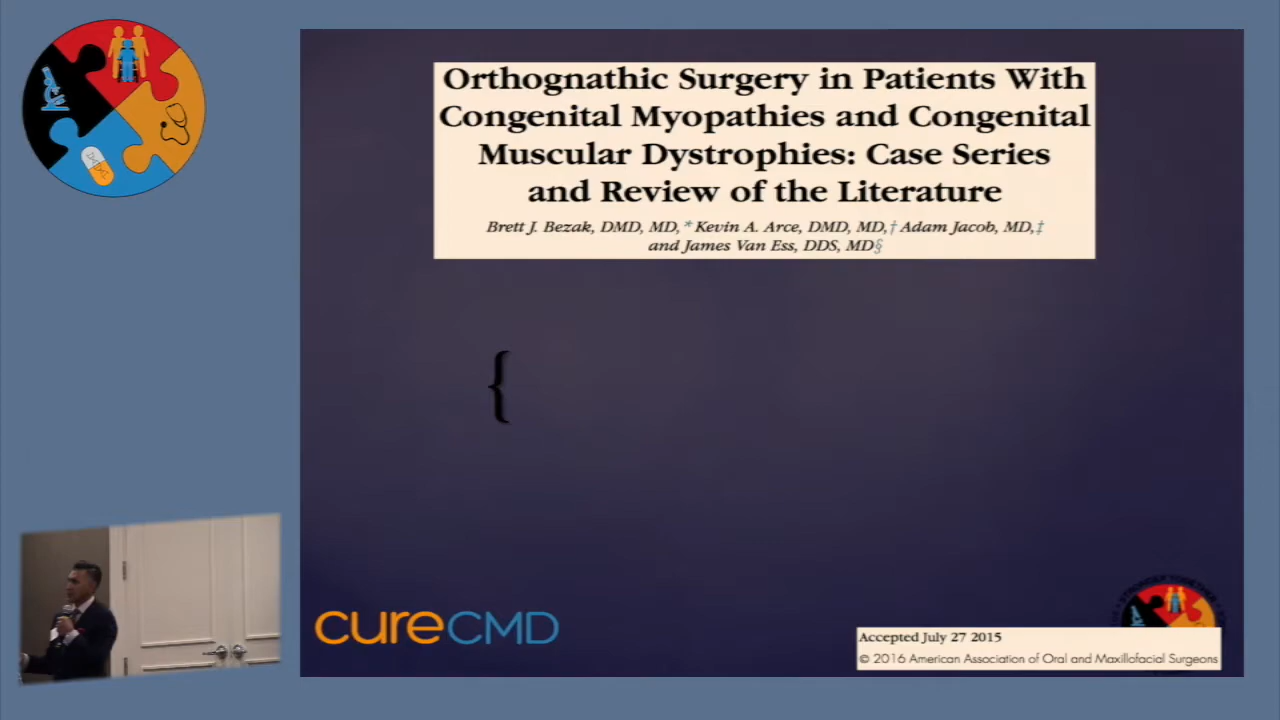 Orthognathic Surgery in Patients With
Congenital Myopathies and Congenital
Muscular Dystrophies: Case Series
and Review of the Literature
Brett J. Bezak, DMD, MD,* Kevin A. Arce, DMD, MD,† Adam Jacob, MD,‡
and James Van Ess, DDS, MD§
{
cureCMD
Accepted July 27 2015
© 2016 American Association of Oral and Maxillofacial Surgeons